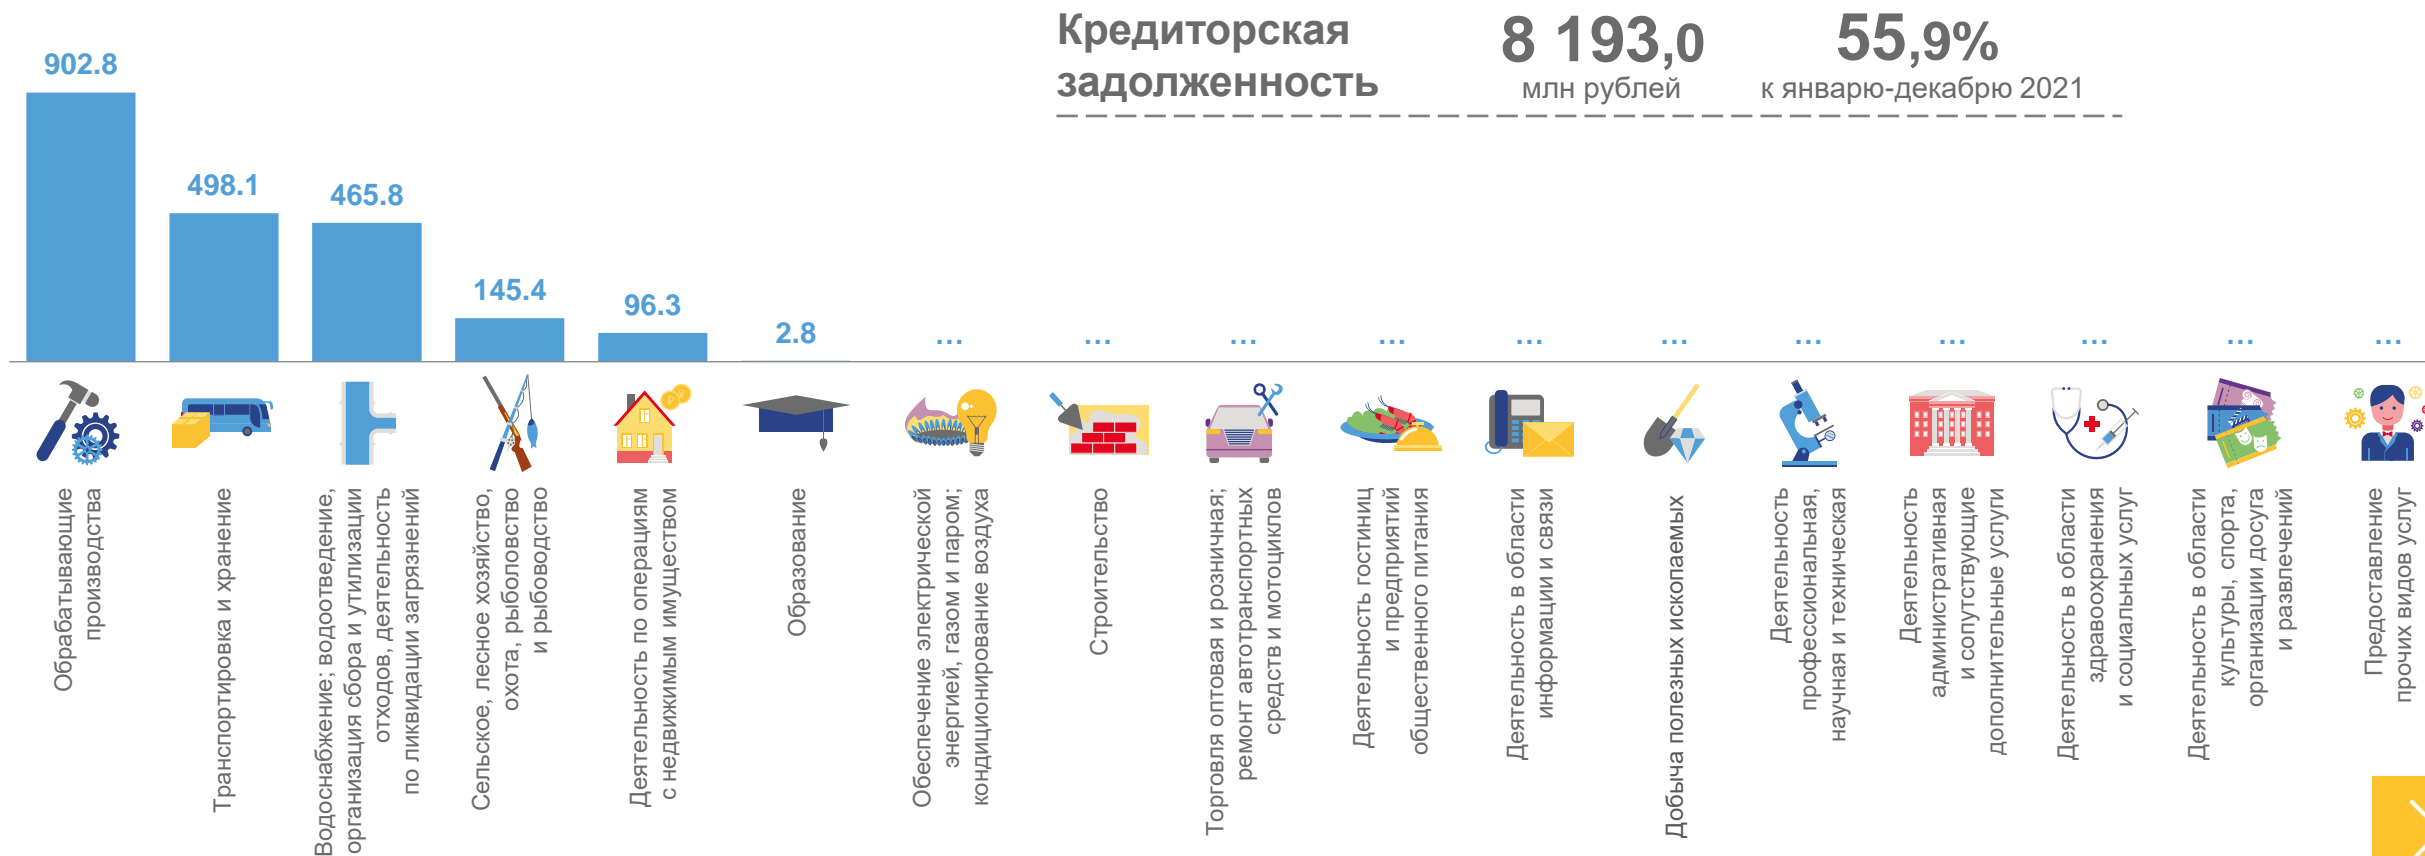 Кредиторская
задолженность
8 193,0
млн рублей
55,9%
к январю-декабрю 2021
902.8
498.1
465.8
145.4
96.3
2.8
...
...
...
...
...
...
...
...
...
...
...
Обрабатывающие
производства
Транспортировка и хранение
Водоснабжение; водоотведение,
организация сбора и утилизации
отходов, деятельность
по ликвидации загрязнений
Сельское, лесное хозяйство,
охота, рыболовство
и рыбоводство
Деятельность по операциям
с недвижимым имуществом
Образование
Обеспечение электрической
энергией, газом и паром;
кондиционирование воздуха
Строительство
Торговля оптовая и розничная;
ремонт автотранспортных
средств и мотоциклов
Деятельность гостиниц
и предприятий
общественного питания
Деятельность в области
информации и связи
Добыча полезных ископаемых
Деятельность
профессиональная,
научная и техническая
Деятельность
административная
и сопутствующие
дополнительные услуги
Деятельность в области
здравоохранения
и социальных услуг
Деятельность в области
культуры, спорта,
организации досуга
и развлечений
Предоставление
прочих видов услуг